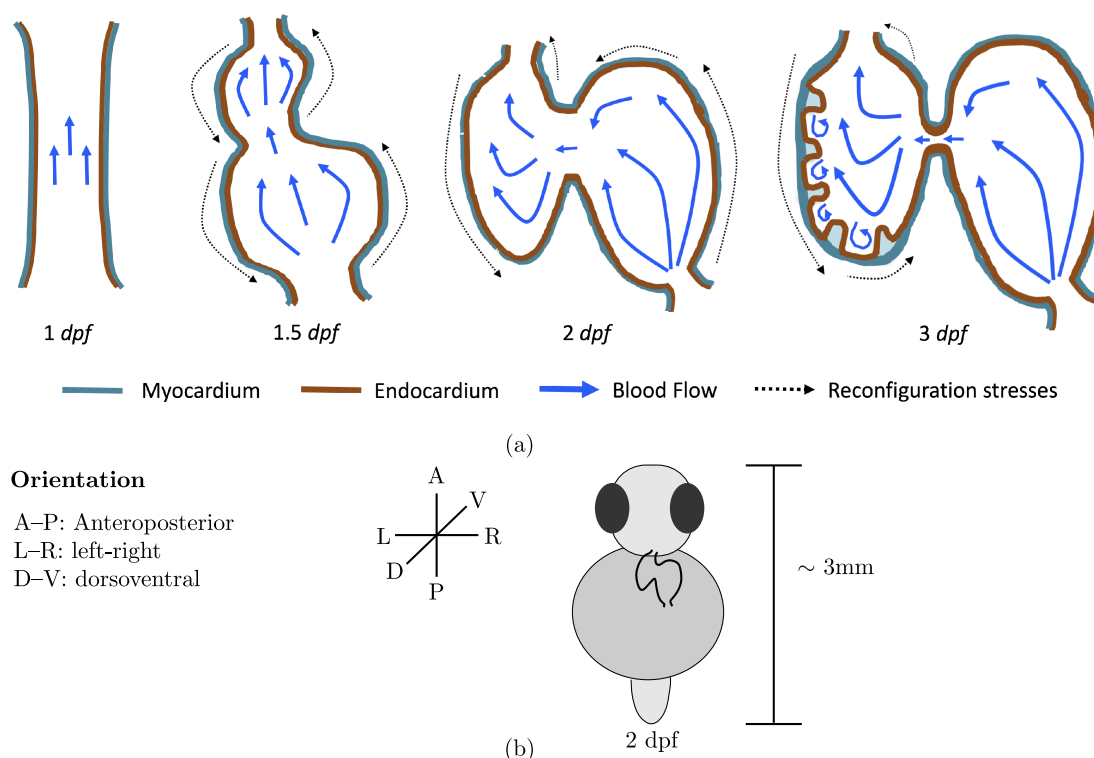 1 dpf 1.5 dpf 2 dpf 3 dpf
Myocardium Endocardium Blood Flow Reconfiguration stresses
(a)
Orientation
A–P: Anteroposterior
L–R: left-right
D–V: dorsoventral
A
V
L R
D
P
∼ 3mm
2 dpf
(b)